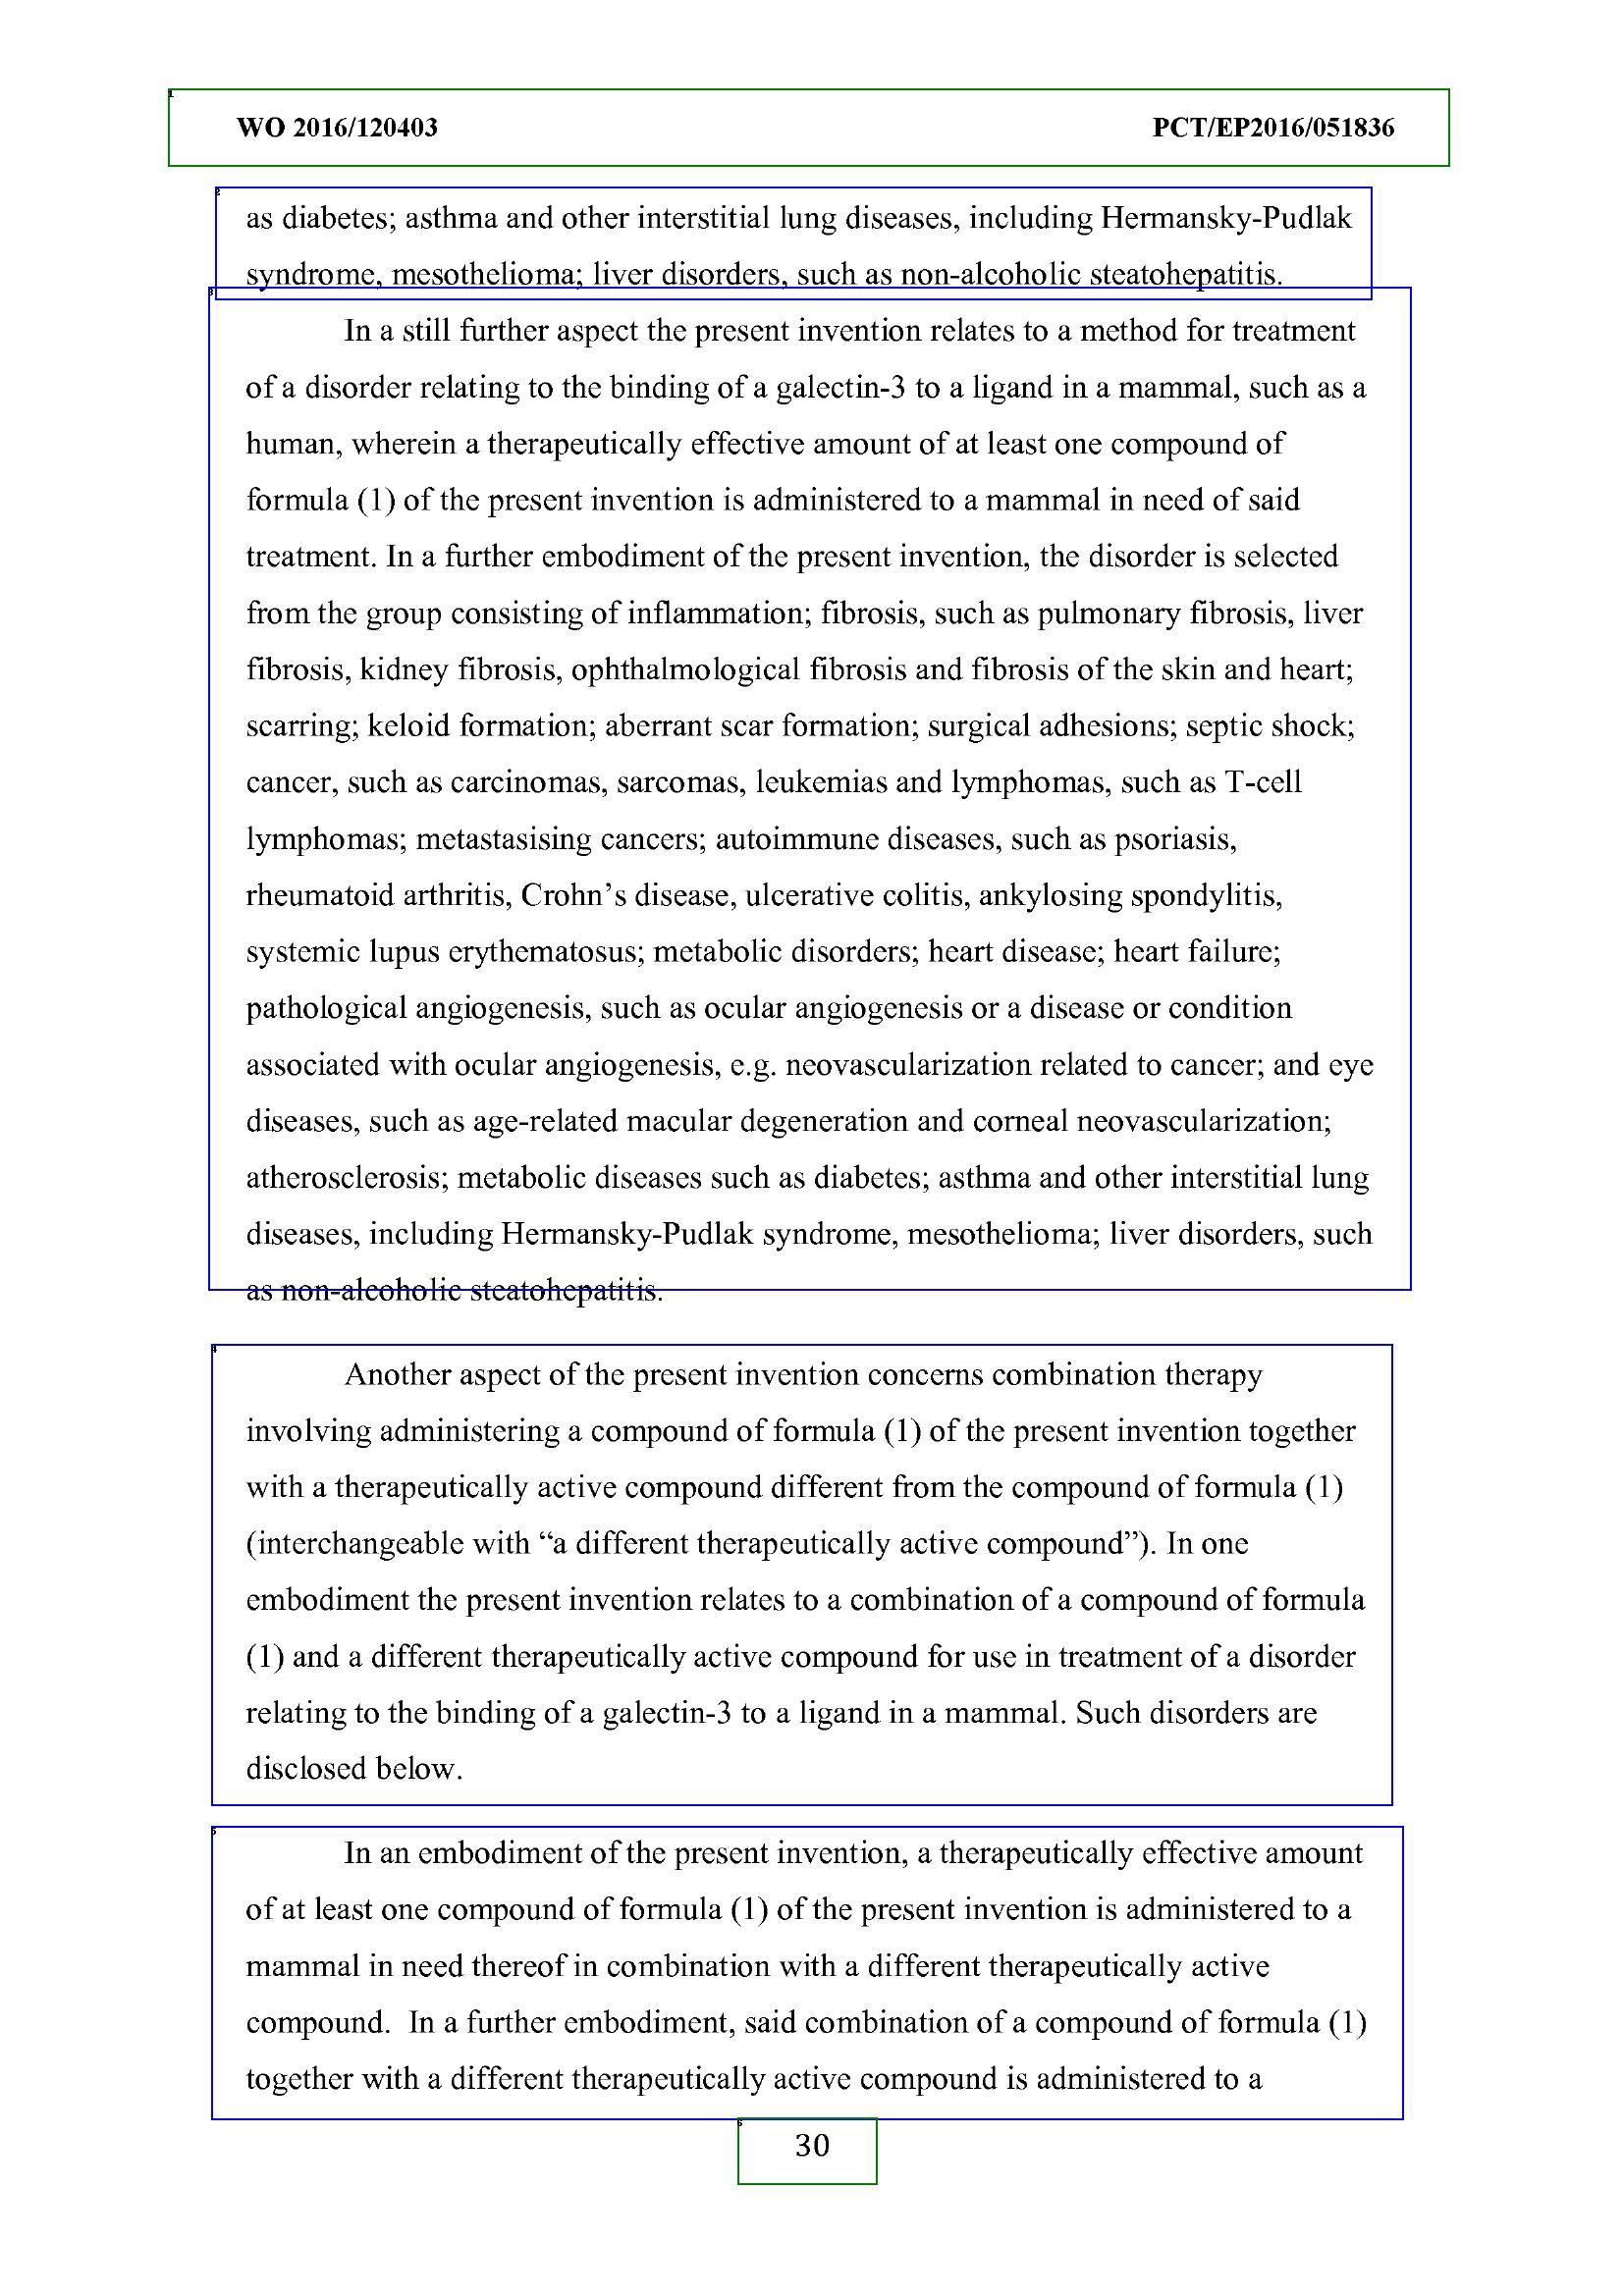 WO 2016/120403 PCT/EP2016/051836
as diabetes; asthma and other interstitial lung diseases, including Hermansky-Pudlak
syndrome, mesothelioma; liver disorders, such as non-alcoholic steatohepatitis.
In a still further aspect the present invention relates to a method for treatment
of a disorder relating to the binding of a galectin-3 to a ligand in a mammal, such as a
human, wherein a therapeutically effective amount of at least one compound of
formula (1) of the present invention is administered to a mammal in need of said
treatment. In a further embodiment of the present invention, the disorder is selected
from the group consisting of inflammation; fibrosis, such as pulmonary fibrosis, liver
fibrosis, kidney fibrosis, ophthalmological fibrosis and fibrosis of the skin and heart;
scarring; keloid formation; aberrant scar formation; surgical adhesions; septic shock;
cancer, such as carcinomas, sarcomas, leukemias and lymphomas, such as T-cell
lymphomas; metastasising cancers; autoimmune diseases, such as psoriasis,
rheumatoid arthritis, Crohn’s disease, ulcerative colitis, ankylosing spondylitis,
systemic lupus erythematosus; metabolic disorders; heart disease; heart failure;
pathological angiogenesis, such as ocular angiogenesis or a disease or condition
associated with ocular angiogenesis, e.g. neovascularization related to cancer; and eye
diseases, such as age-related macular degeneration and corneal neovascularization;
atherosclerosis; metabolic diseases such as diabetes; asthma and other interstitial lung
diseases, including Hermansky-Pudlak syndrome, mesothelioma; liver disorders, such
as non-alcoholic steatohepatitis.
Another aspect of the present invention concerns combination therapy
involving administering a compound of formula (1) of the present invention together
with a therapeutically active compound different from the compound of formula (1)
(interchangeable with “a different therapeutically active compound”). In one
embodiment the present invention relates to a combination of a compound of formula
(1) and a different therapeutically active compound for use in treatment of a disorder
relating to the binding of a galectin-3 to a ligand in a mammal. Such disorders are
disclosed below.
In an embodiment of the present invention, a therapeutically effective amount
of at least one compound of formula (1) of the present invention is administered to a
mammal in need thereof in combination with a different therapeutically active
compound.  In a further embodiment, said combination of a compound of formula (1)
together with a different therapeutically active compound is administered to a
30